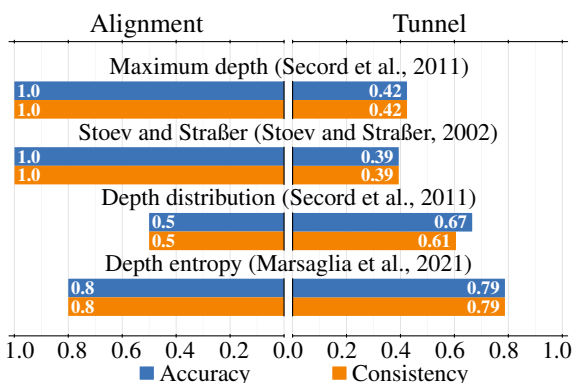 Alignment Tunnel
Maximum depth (Secord et al., 2011)
1.0 0.42
1.0 0.42
Stoev and Straßer (Stoev and Straßer, 2002)
1.0 0.39
1.0 0.39
Depth distribution (Secord et al., 2011)
0.5 0.67
0.5 0.61
Depth entropy (Marsaglia et al., 2021)
0.8 0.79
0.8 0.79
1.0 0.8 0.6 0.4 0.2 0.0 0.2 0.4 0.6 0.8 1.0
Accuracy Consistency